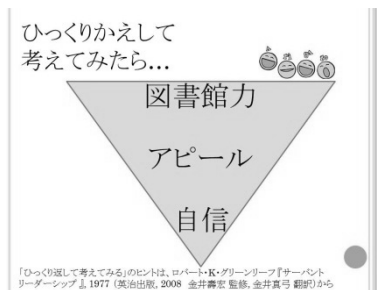 ひっくりかえして
考えてみたら…
図書館力
アピール
自信
「ひっくり返して考えてみる」のヒントは、ロバート・K・グリーンリーフ『サーバント
リーダーシップ 』, 1977 （英治出版, 2008 金井壽宏 監修, 金井真弓 翻訳）から